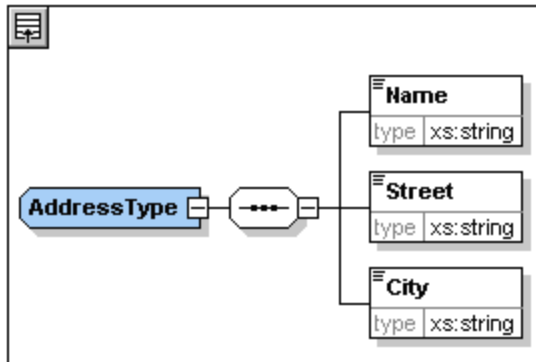 Name
type xs:string
AddressType
Street
type xs:string
City
type xs:string